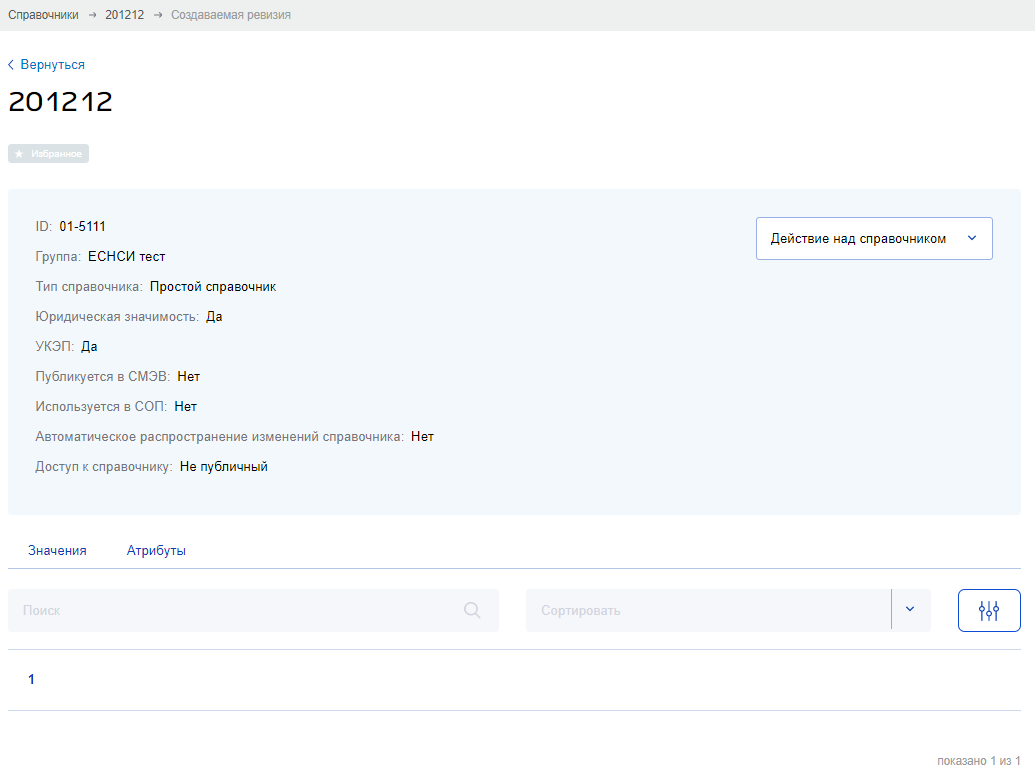 Справочники → 201212 → Создаваемая ревизия
Вернуться
201212
Избранное
ID: 01-5111
Действие над справочником
Группа: ЕСНСИ тест
Тип справочника: Простой справочник
Юридическая значимость: Да
УКЭП: Да
Публикуется в СМЭВ: Нет
Используется в СОП: Нет
Автоматическое распространение изменений справочника: Нет
Доступ к справочнику: Не публичный
Значения Атрибуты
Поиск Сортировать
1
показано 1 из 1